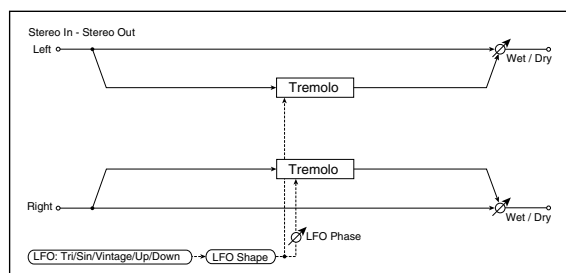 Stereo In - Stereo Out
Left
Wet / Dry
Tremolo
Tremolo
Right
Wet / Dry
LFO Phase
LFO: Tri/Sin/Vintage/Up/Down
LFO Shape